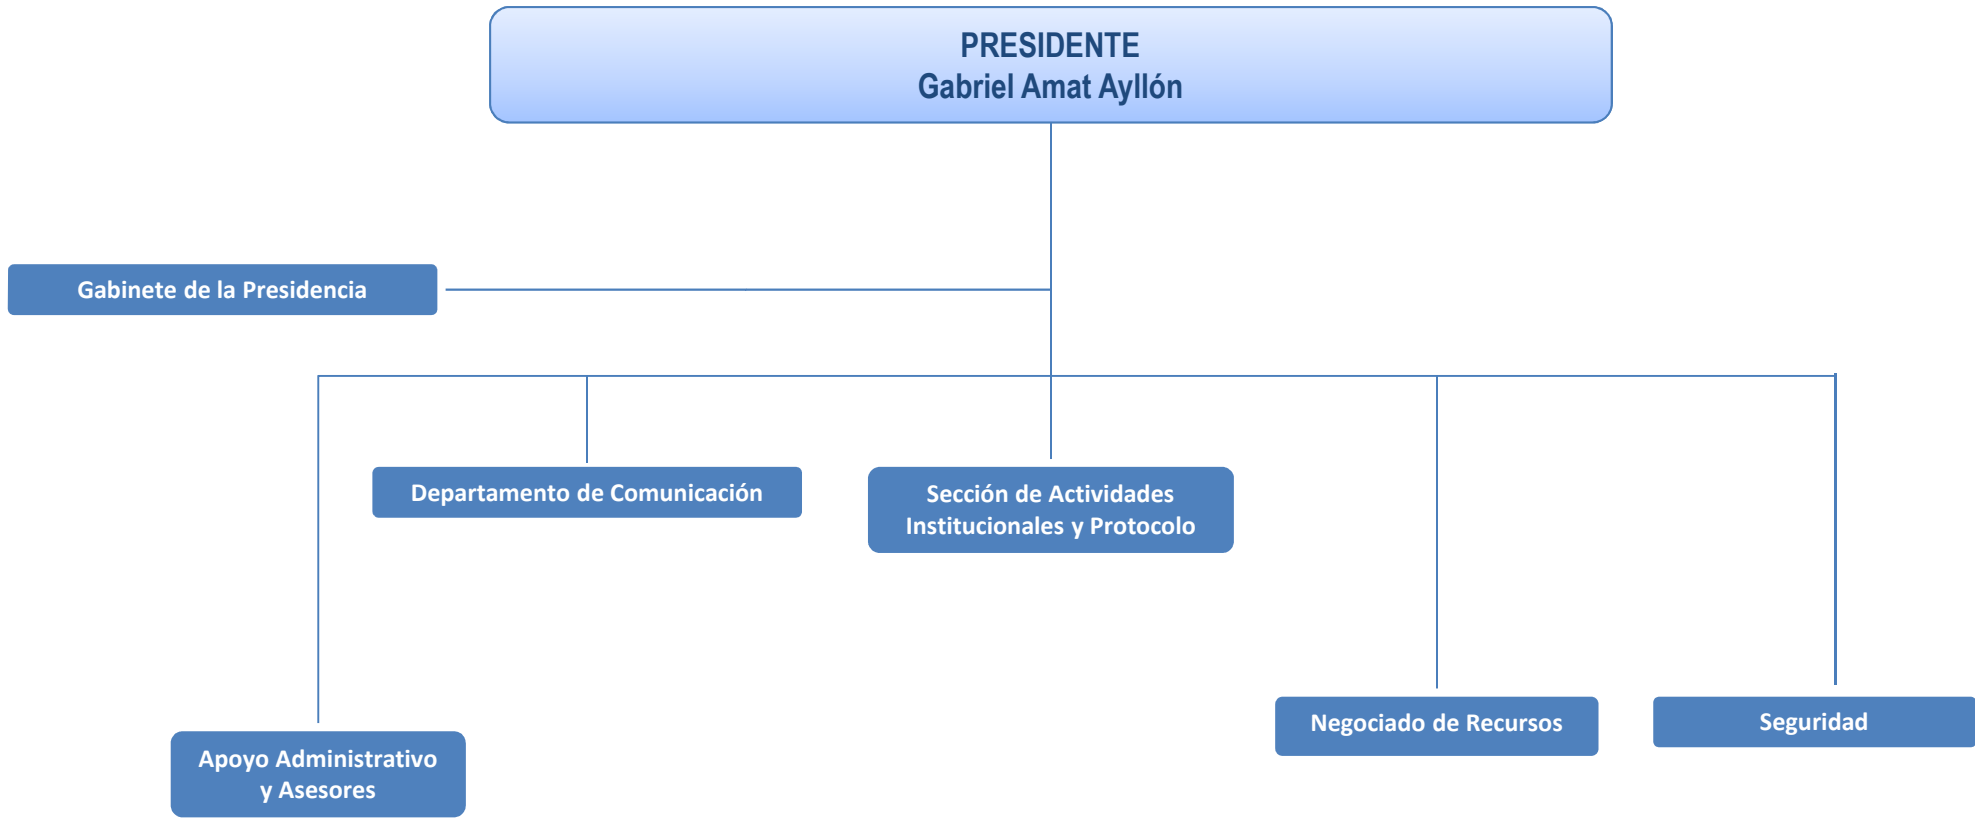 PRESIDENTE
Gabriel Amat Ayllón
Gabinete de la Presidencia
Departamento de Comunicación
Sección de Actividades
Institucionales y Protocolo
Negociado de Recursos
Seguridad
Apoyo Administrativo
y Asesores